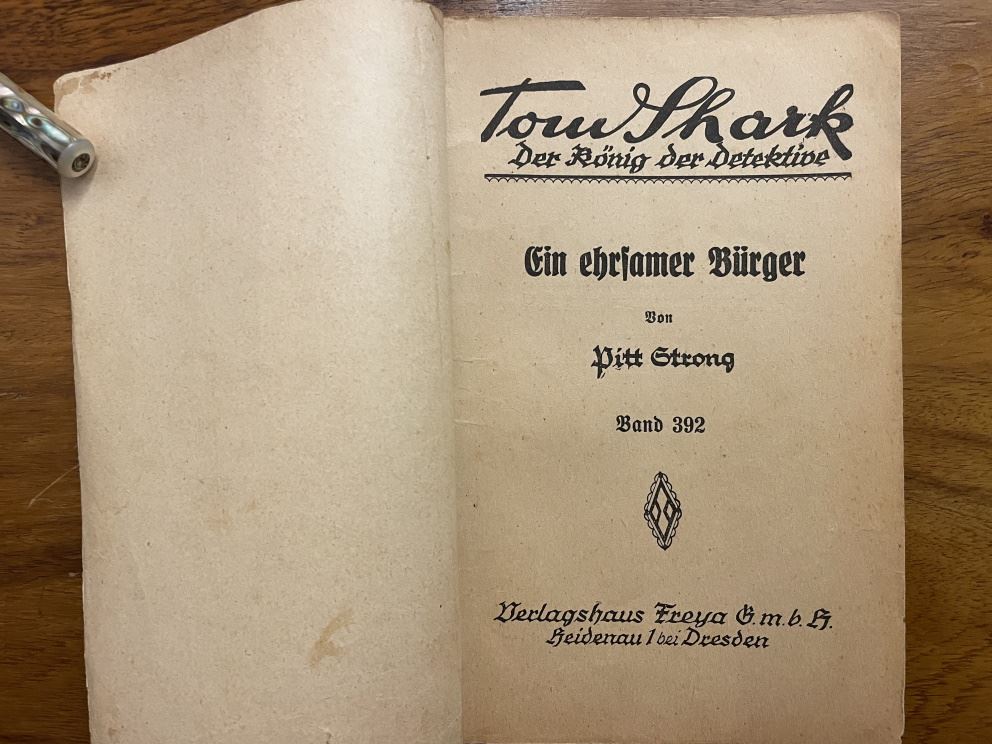 Tom Shark
Der König der Detektive
Ein ehrsamer Bürger
Von
Pitt Strong
Band 392
Verlagshaus Freya G.m.b.H.
Heidenau 1 bei Dresden